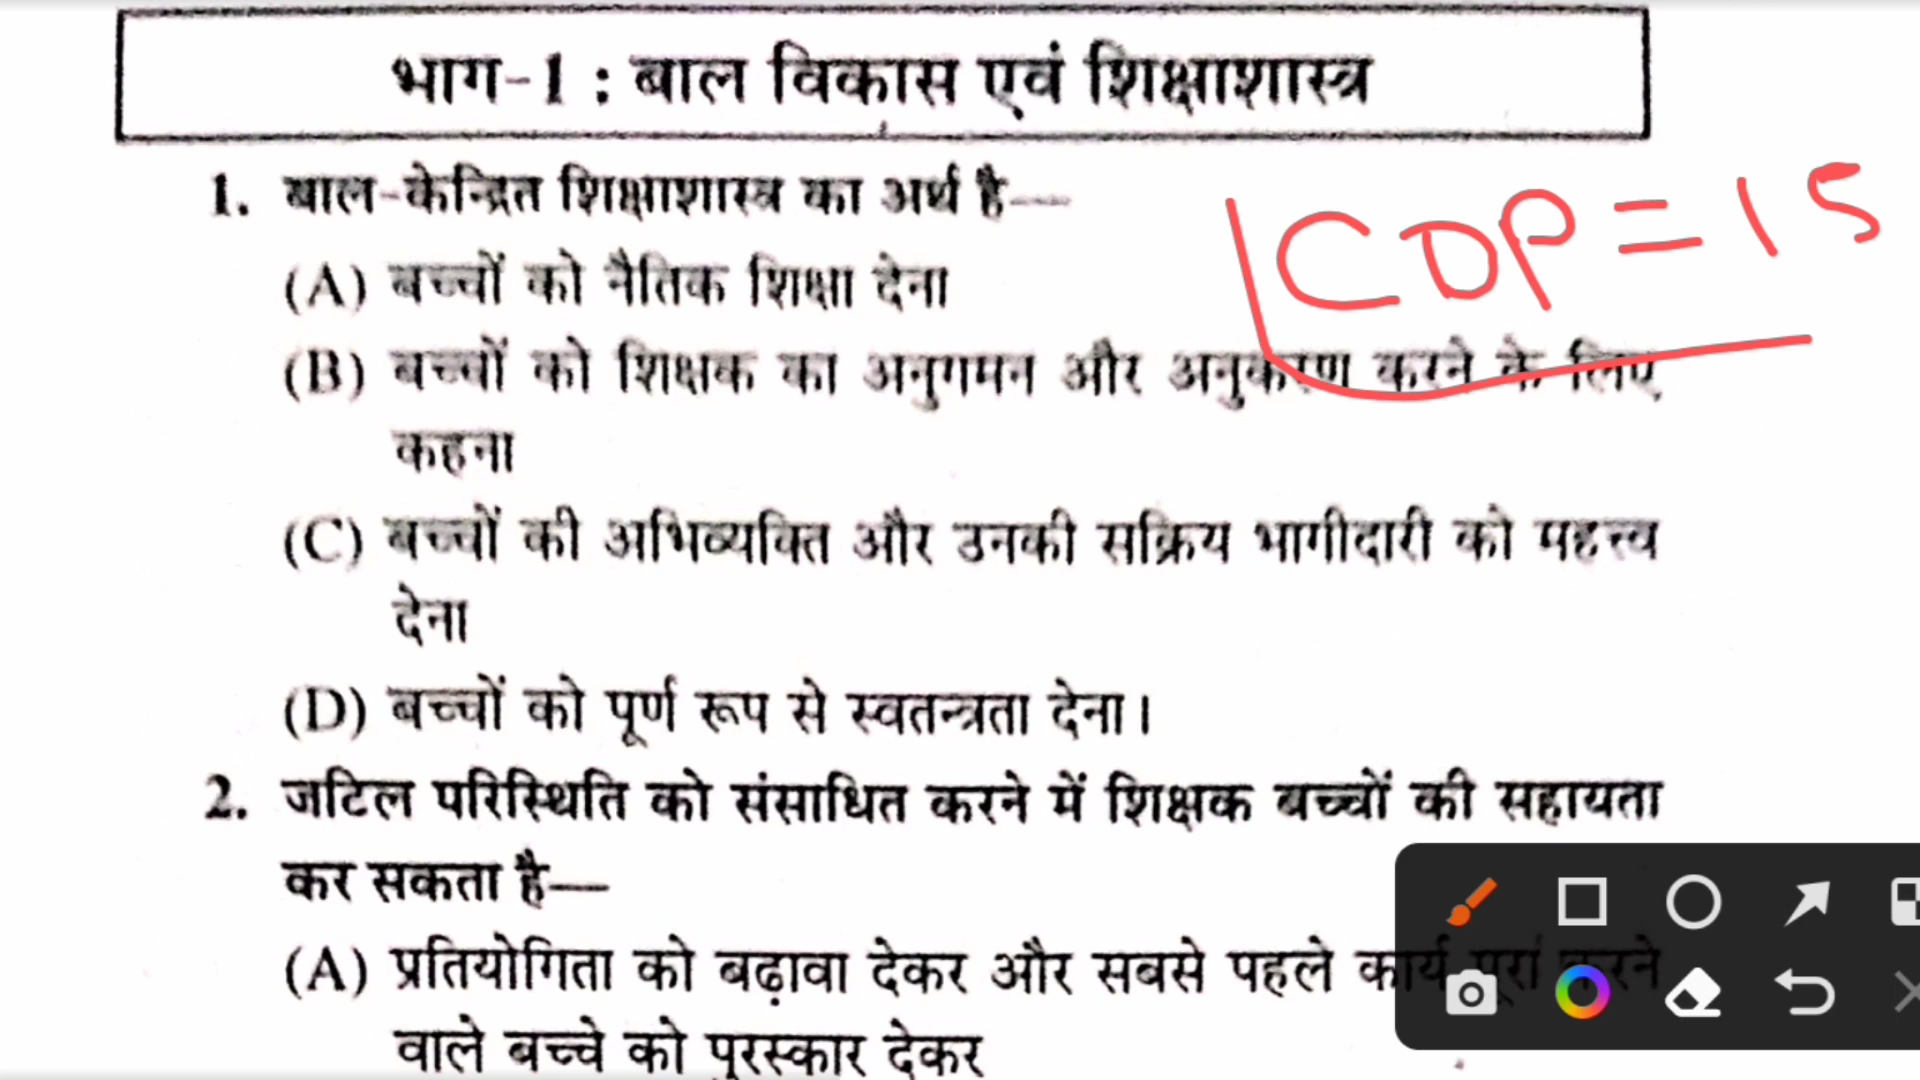 भाग-1 : बाल विकास एवं शिक्षाशास्त्र
1. बाल-केन्द्रित शिक्षाशास्त्र का अर्थ है—
CDP = 15
(A) बच्चों को नैतिक शिक्षा देना
(B) बच्चों को शिक्षक का अनुगमन और अनुकरण करने के लिए
कहना
(C) बच्चों की अभिव्यक्ति और उनकी सक्रिय भागीदारी को महत्त्व
देना
(D) बच्चों को पूर्ण रूप से स्वतन्त्रता देना।
2. जटिल परिस्थिति को संसाधित करने में शिक्षक बच्चों की सहायता
कर सकता है—
(A) प्रतियोगिता को बढ़ावा देकर और सबसे पहले कार्य पूरा करने
वाले बच्चे को पुरस्कार देकर